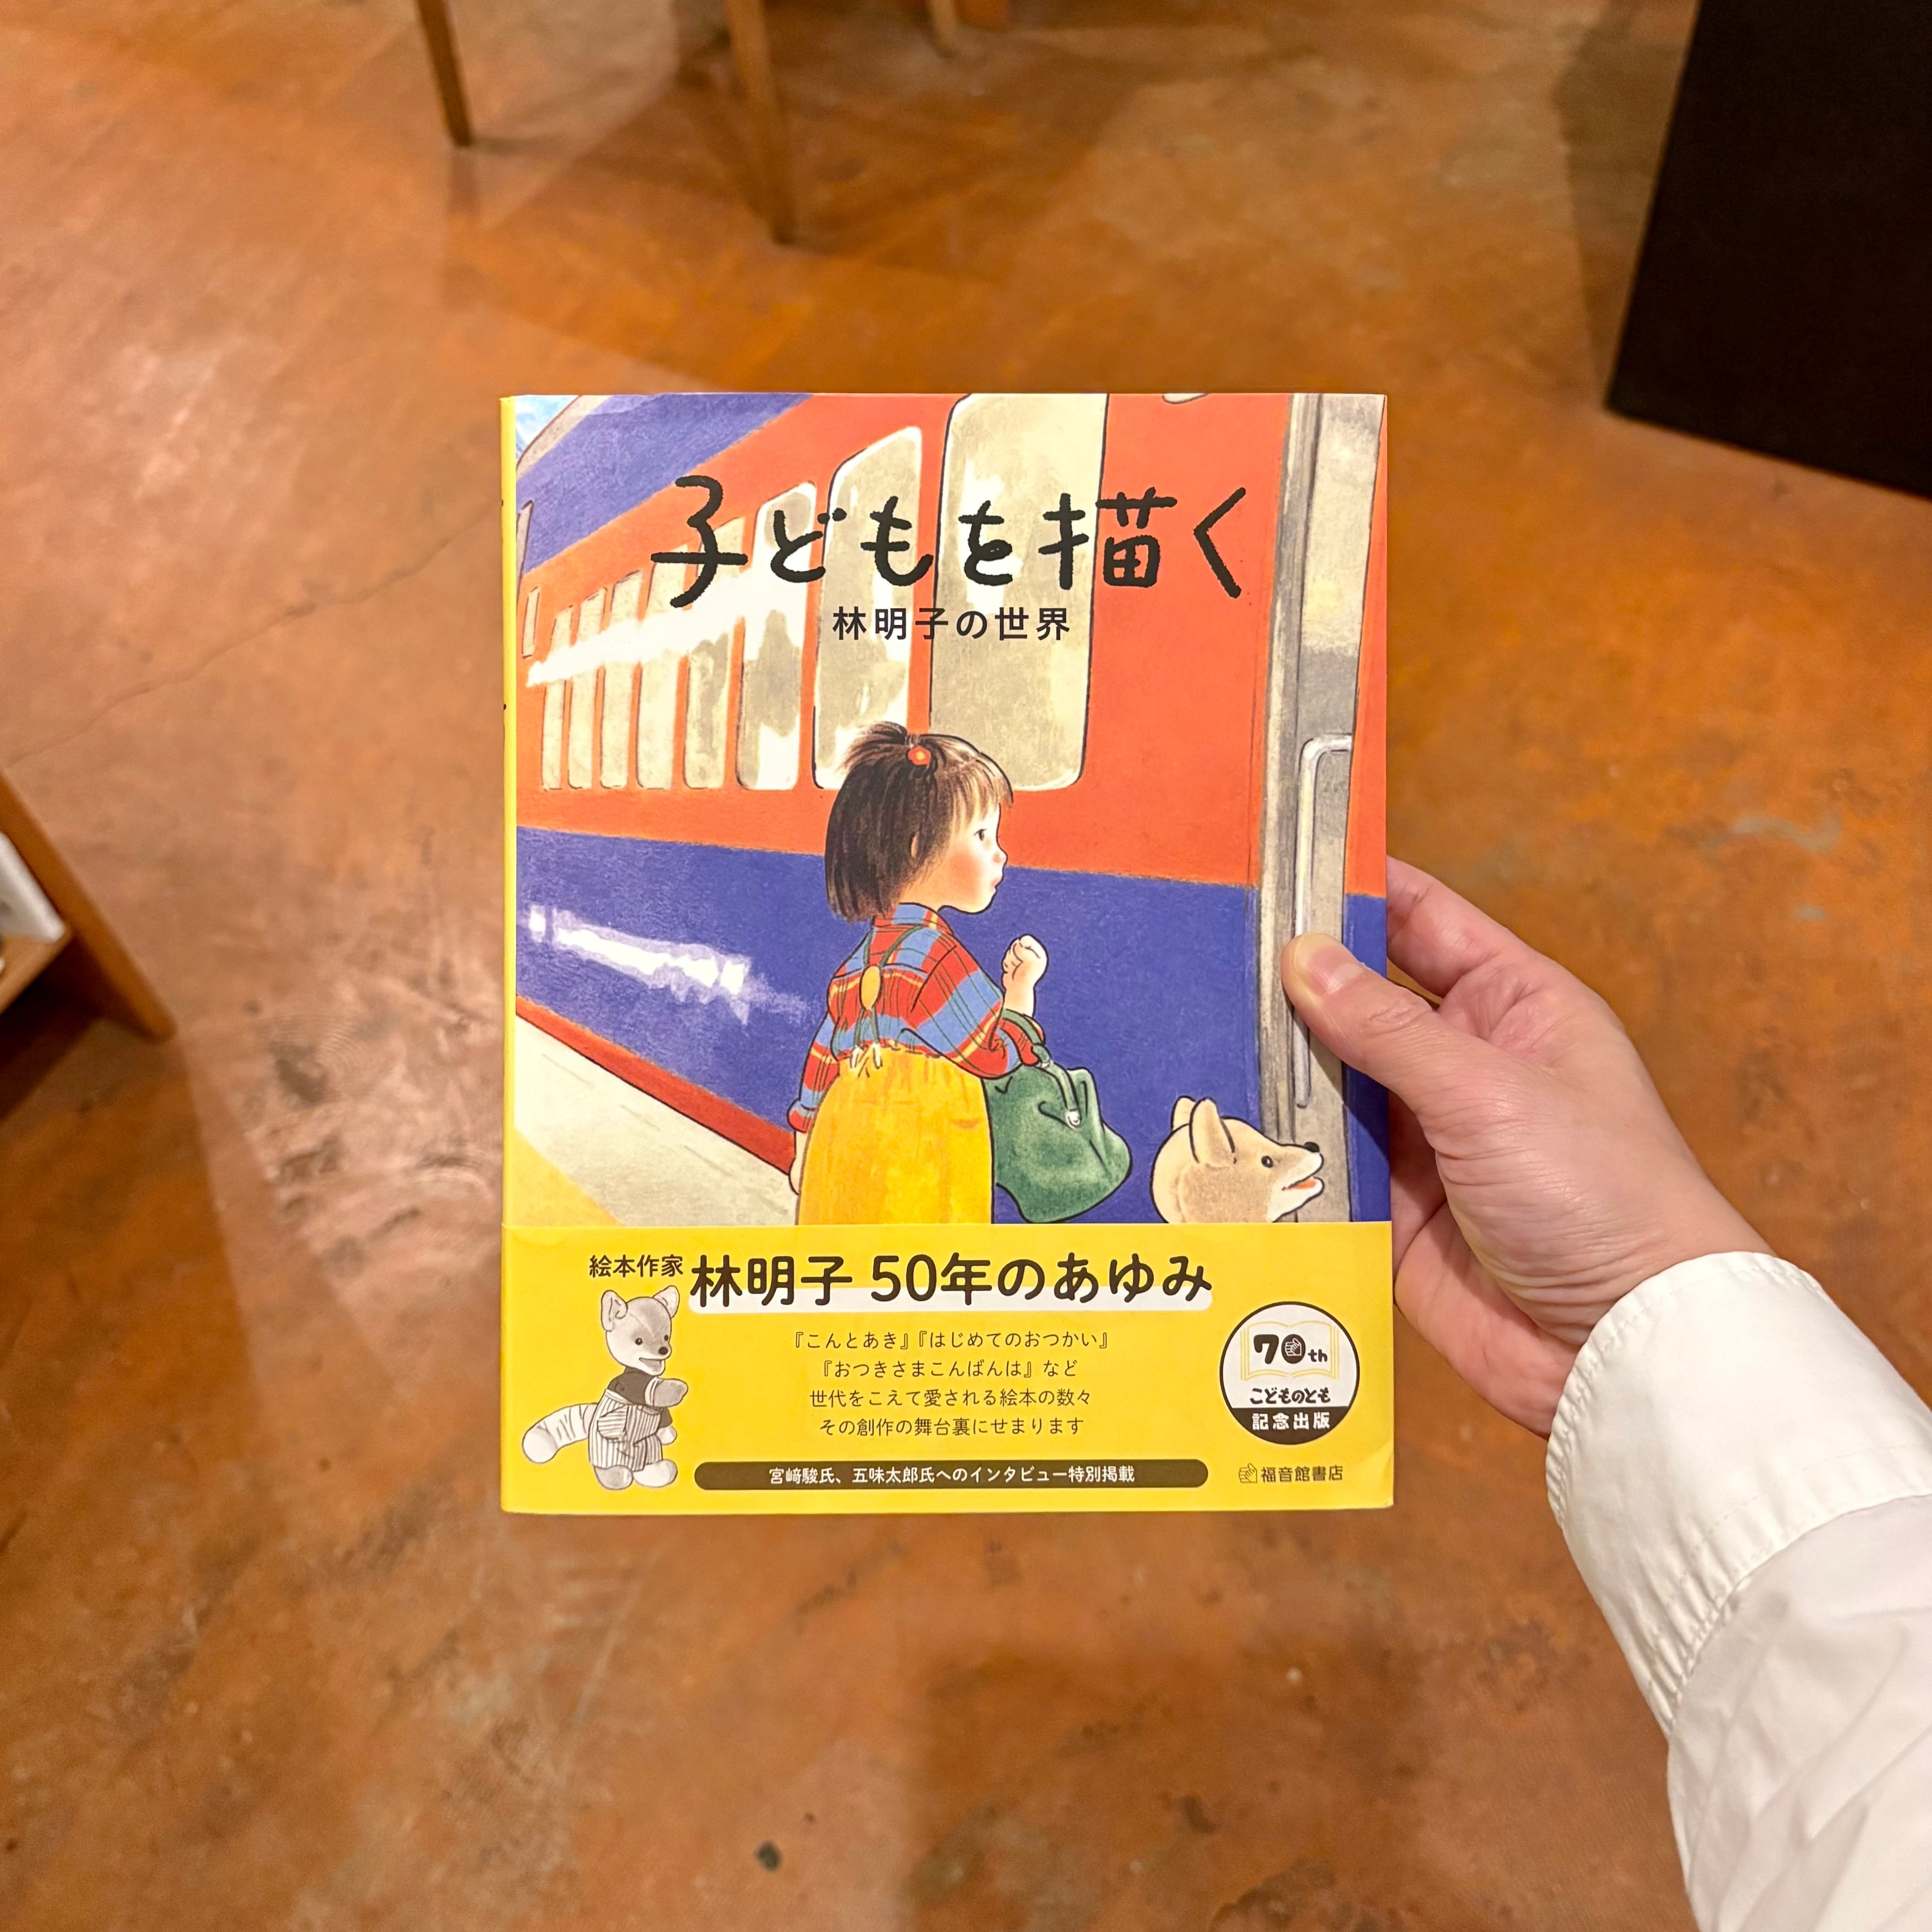 子どもを描く
林明子の世界
絵本作家 林明子 50年のあゆみ
『こんとあき』『はじめてのおつかい』
『おつきさまこんばんは』など
世代をこえて愛される絵本の数々
その創作の舞台裏にせまります
宮﨑駿氏、五味太郎氏へのインタビュー特別掲載
70th
こどものとも
記念出版
福音館書店